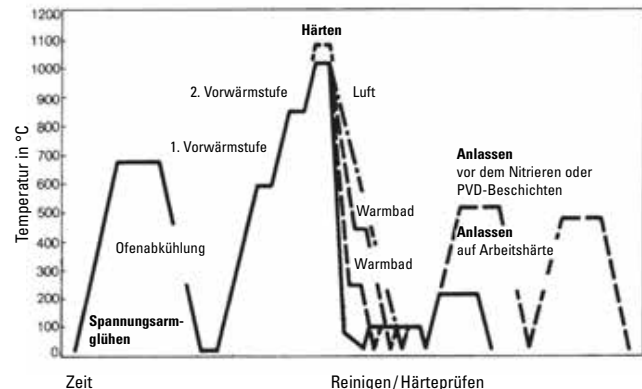 Temperatur in °C
1200
1100
1000
900
800
700
600
500
400
300
200
100
0
Härten
2. Vorwärmstufe
Luft
1. Vorwärmstufe
Anlassen
vor dem Nitrieren oder
PVD-Beschichten
Warmbad
Anlassen
auf Arbeitshärte
Ofenabkühlung
Warmbad
Spannungsarm-
glühen
Zeit
Reinigen/Härteprüfen